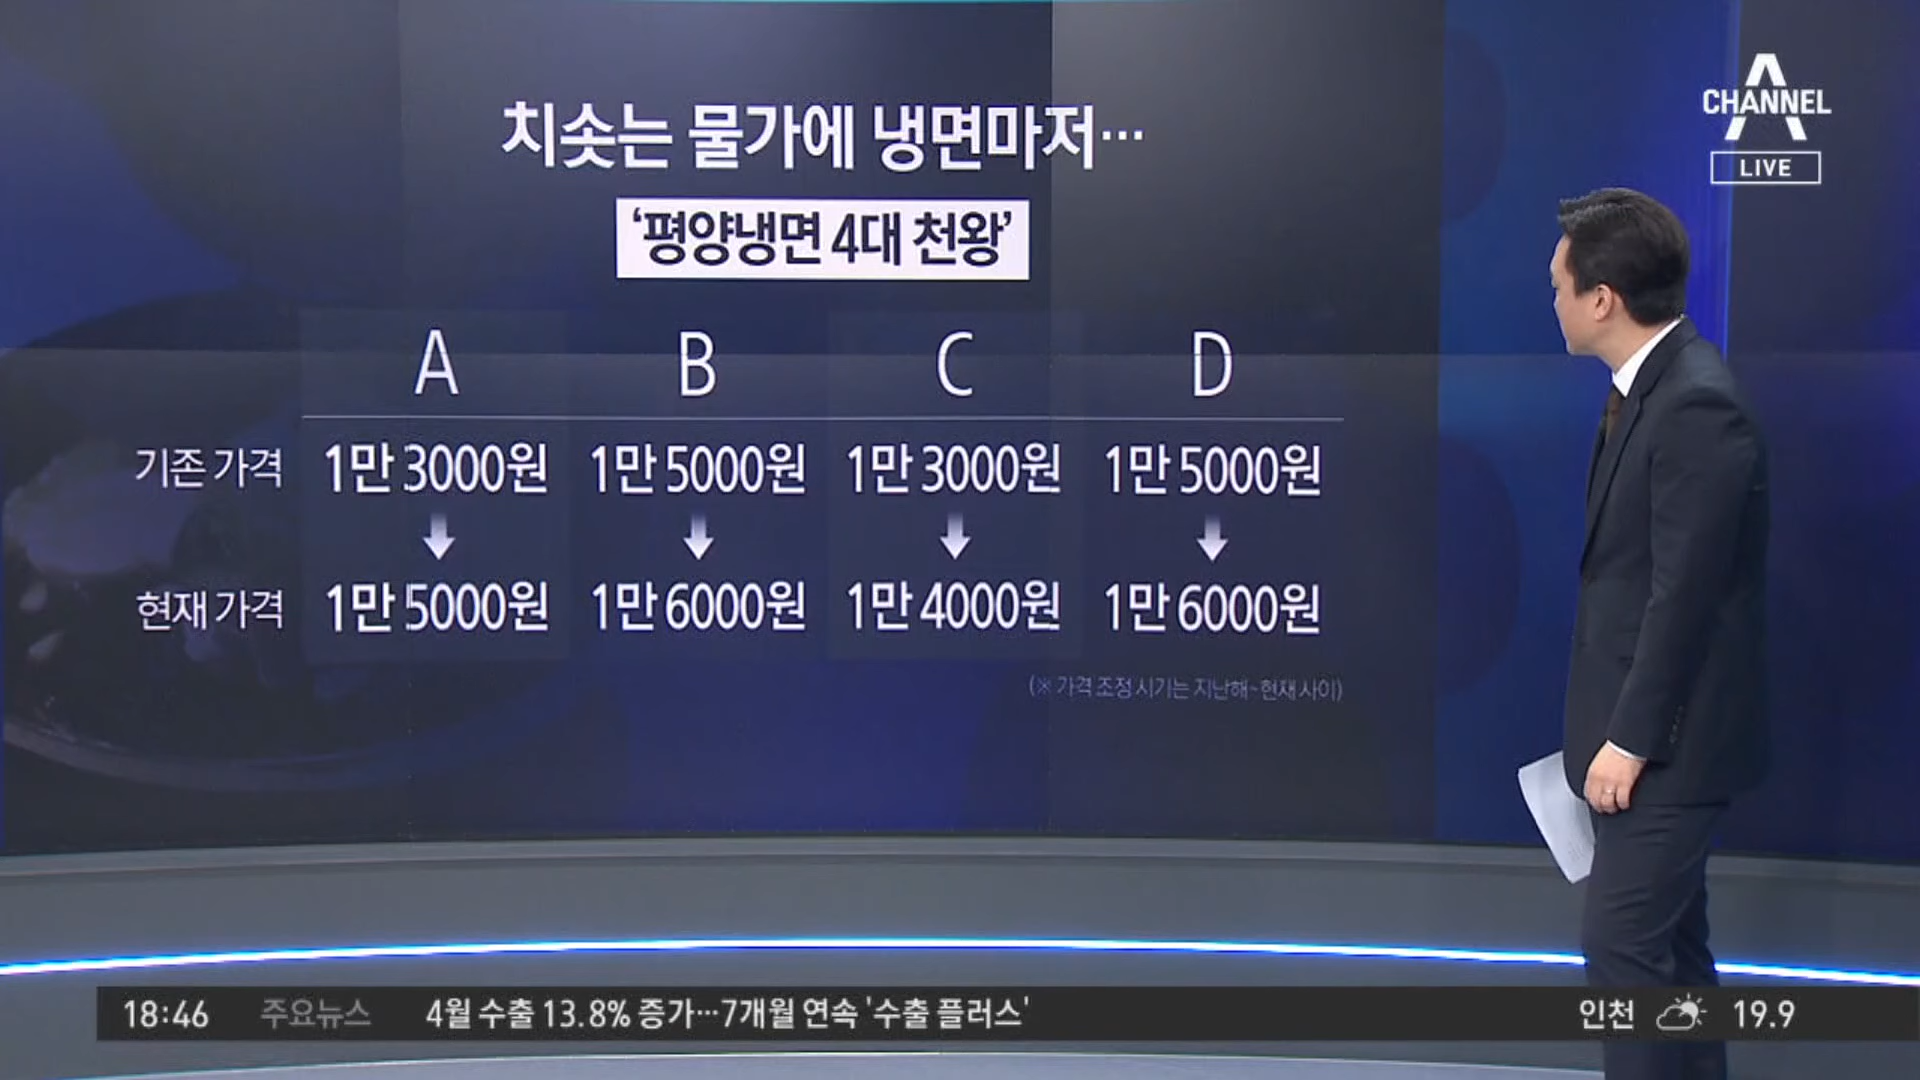 치솟는 물가에 냉면마저…
'평양냉면 4대 천왕'
A B C D
기존 가격 1만 3000원 1만 5000원 1만 3000원 1만 5000원
현재 가격 1만 5000원 1만 6000원 1만 4000원 1만 6000원
(※ 가격 조정 시기는 지난해~현재 사이)
CHANNEL A
LIVE
18:46 주요뉴스 4월 수출 13.8% 증가…7개월 연속 '수출 플러스' 인천 19.9